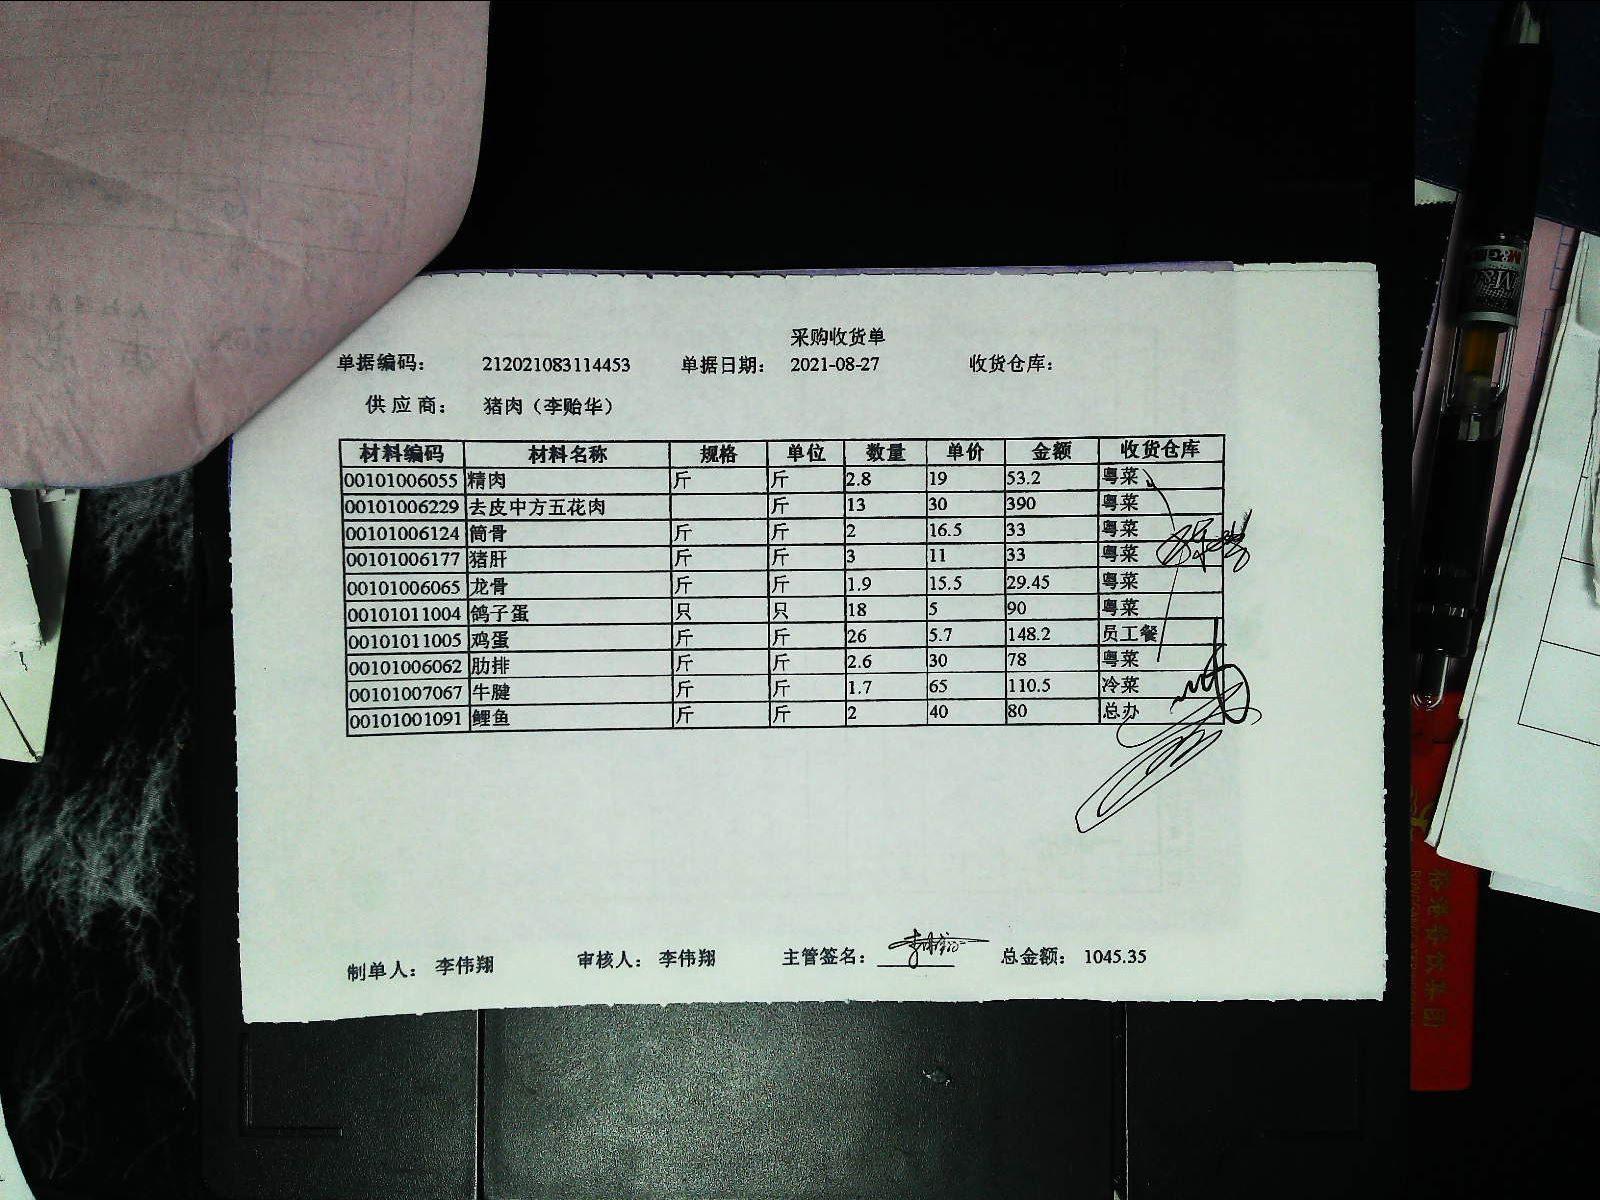 采购收货单
单据编码： 212021083114453 单据日期： 2021-08-27 收货仓库：
供应商： 猪肉（李贻华）
材料编码 材料名称 规格 单位 数量 单价 金额 收货仓库
00101006055 精肉 斤 斤 2.8 19 53.2 粤菜
00101006229 去皮中方五花肉 斤 13 30 390 粤菜
00101006124 筒骨 斤 斤 2 16.5 33 粤菜
00101006177 猪肝 斤 斤 3 11 33 粤菜
00101006065 龙骨 斤 斤 1.9 15.5 29.45 粤菜
00101011004 鸽子蛋 只 只 18 5 90 粤菜
00101011005 鸡蛋 斤 斤 26 5.7 148.2 员工餐
00101006062 肋排 斤 斤 2.6 30 78 粤菜
00101007067 牛腱 斤 斤 1.7 65 110.5 冷菜
00101001091 鲤鱼 斤 斤 2 40 80 总办
制单人： 李伟翔 审核人： 李伟翔 主管签名： 李伟翔 总金额： 1045.35